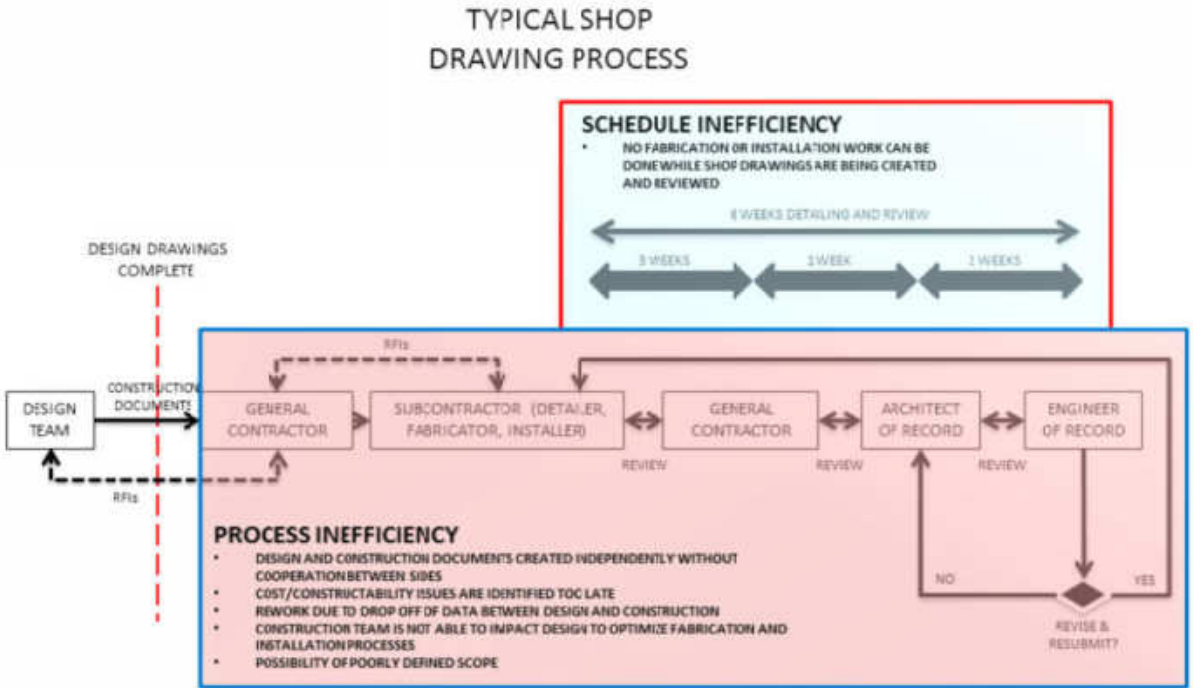 TYPICAL SHOP
DRAWING PROCESS
SCHEDULE INEFFICIENCY
• NO FABRICATION OR INSTALLATION WORK CAN BE
DONE WHILE SHOP DRAWINGS ARE BEING CREATED
AND REVIEWED
WEEKS DETAILING AND REVIEW
3 WEEKS
1 WEEK
2 WEEKS
DESIGN DRAWINGS
COMPLETE
RFIs
CONSTRUCTION
DOCUMENTS
DESIGN
TEAM
GENERAL
CONTRACTOR
SUBCONTRACTOR (DETAILER,
FABRICATOR, INSTALLER)
GENERAL
CONTRACTOR
ARCHITECT
OF RECORD
ENGINEER
OF RECORD
REVIEW
REVIEW
REVIEW
RFIs
PROCESS INEFFICIENCY
• DESIGN AND CONSTRUCTION DOCUMENTS CREATED INDEPENDENTLY WITHOUT
COOPERATION BETWEEN SIDES
• COST/CONSTRUCTABILITY ISSUES ARE IDENTIFIED TOO LATE
• REWORK DUE TO DROP OFF OF DATA BETWEEN DESIGN AND CONSTRUCTION
• CONSTRUCTION TEAM IS NOT ABLE TO IMPACT DESIGN TO OPTIMIZE FABRICATION AND
INSTALLATION PROCESSES
• POSSIBILITY OF POORLY DEFINED SCOPE
NO
YES
REVISE &
RESUBMIT?